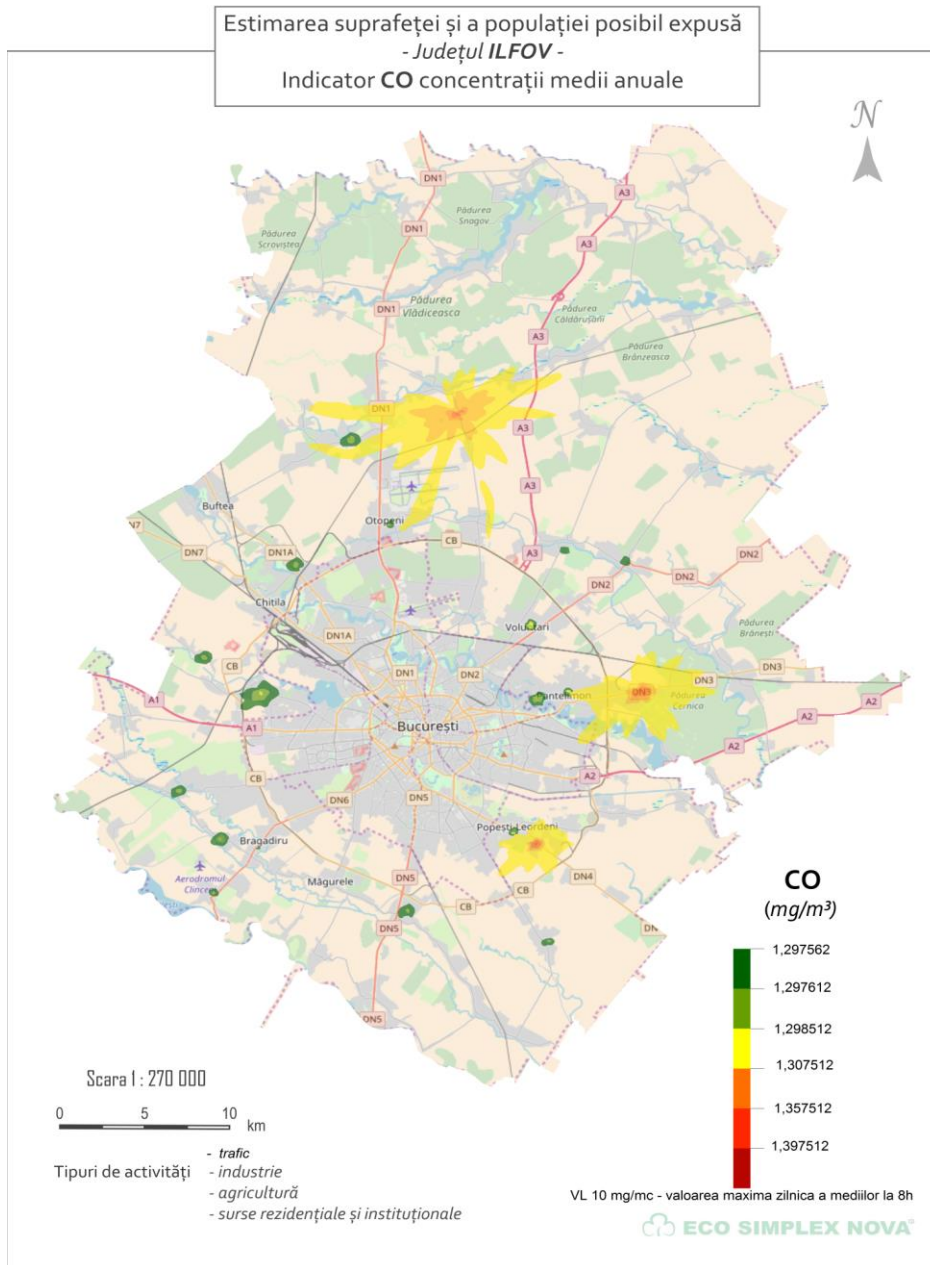 Estimarea suprafeței și a populației posibil expusă
- Județul ILFOV -
Indicator CO concentrații medii anuale
N
DN1
A3
Pădurea
Snagov
DN1
Pădurea
Scroviștea
A3
Pădurea
Vlădiceasca
DN1
Pădurea
Căldărușani
A3
Pădurea
Brânzeasca
DN1
A3
A3
Buftea
Otopeni
N7
DN7
DN1A
CB
A3
DN2
DN2
DN2
Chitila
DN1A
Voluntari
Pădurea
Brănești
CB
DN1
DN2
DN3
DN3
A1
Pantelimon
DN3
Pădurea
Cernica
A2
A2
A1
București
A2
CB
DN6
DN5
A2
Bragadiru
Popești-Leordeni
Aerodromul
Clinceni
Măgurele
DN5
CB
CB
DN4
DN5
DN
DN5
CO
(mg/m³)
1,297562
1,297612
1,298512
1,307512
1,357512
1,397512
Scara 1 : 270 000
0 5 10 km
Tipuri de activități
- trafic
- industrie
- agricultură
- surse rezidențiale și instituționale
VL 10 mg/mc - valoarea maxima zilnica a mediilor la 8h
ECO SIMPLEX NOVA